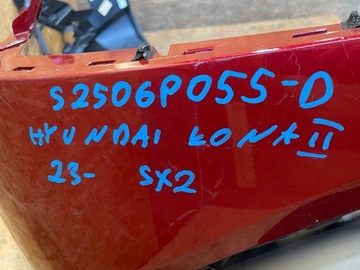 S2506P055-D
HYUNDAI KONA II
23- SX2